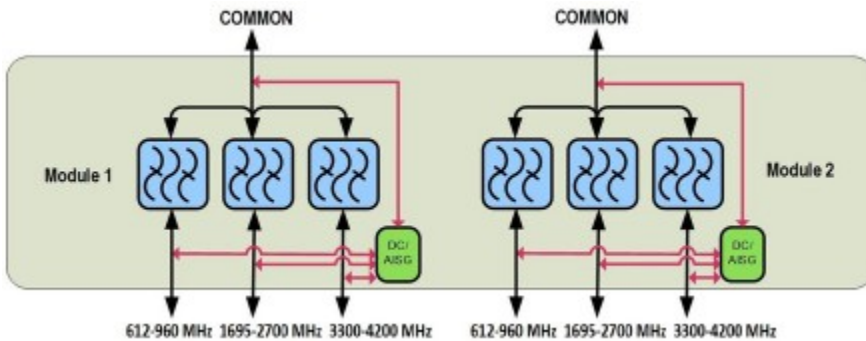 COMMON
COMMON
Module 1
Module 2
DC/
AISG
DC/
AISG
612-960 MHz 1695-2700 MHz 3300-4200 MHz
612-960 MHz 1695-2700 MHz 3300-4200 MHz